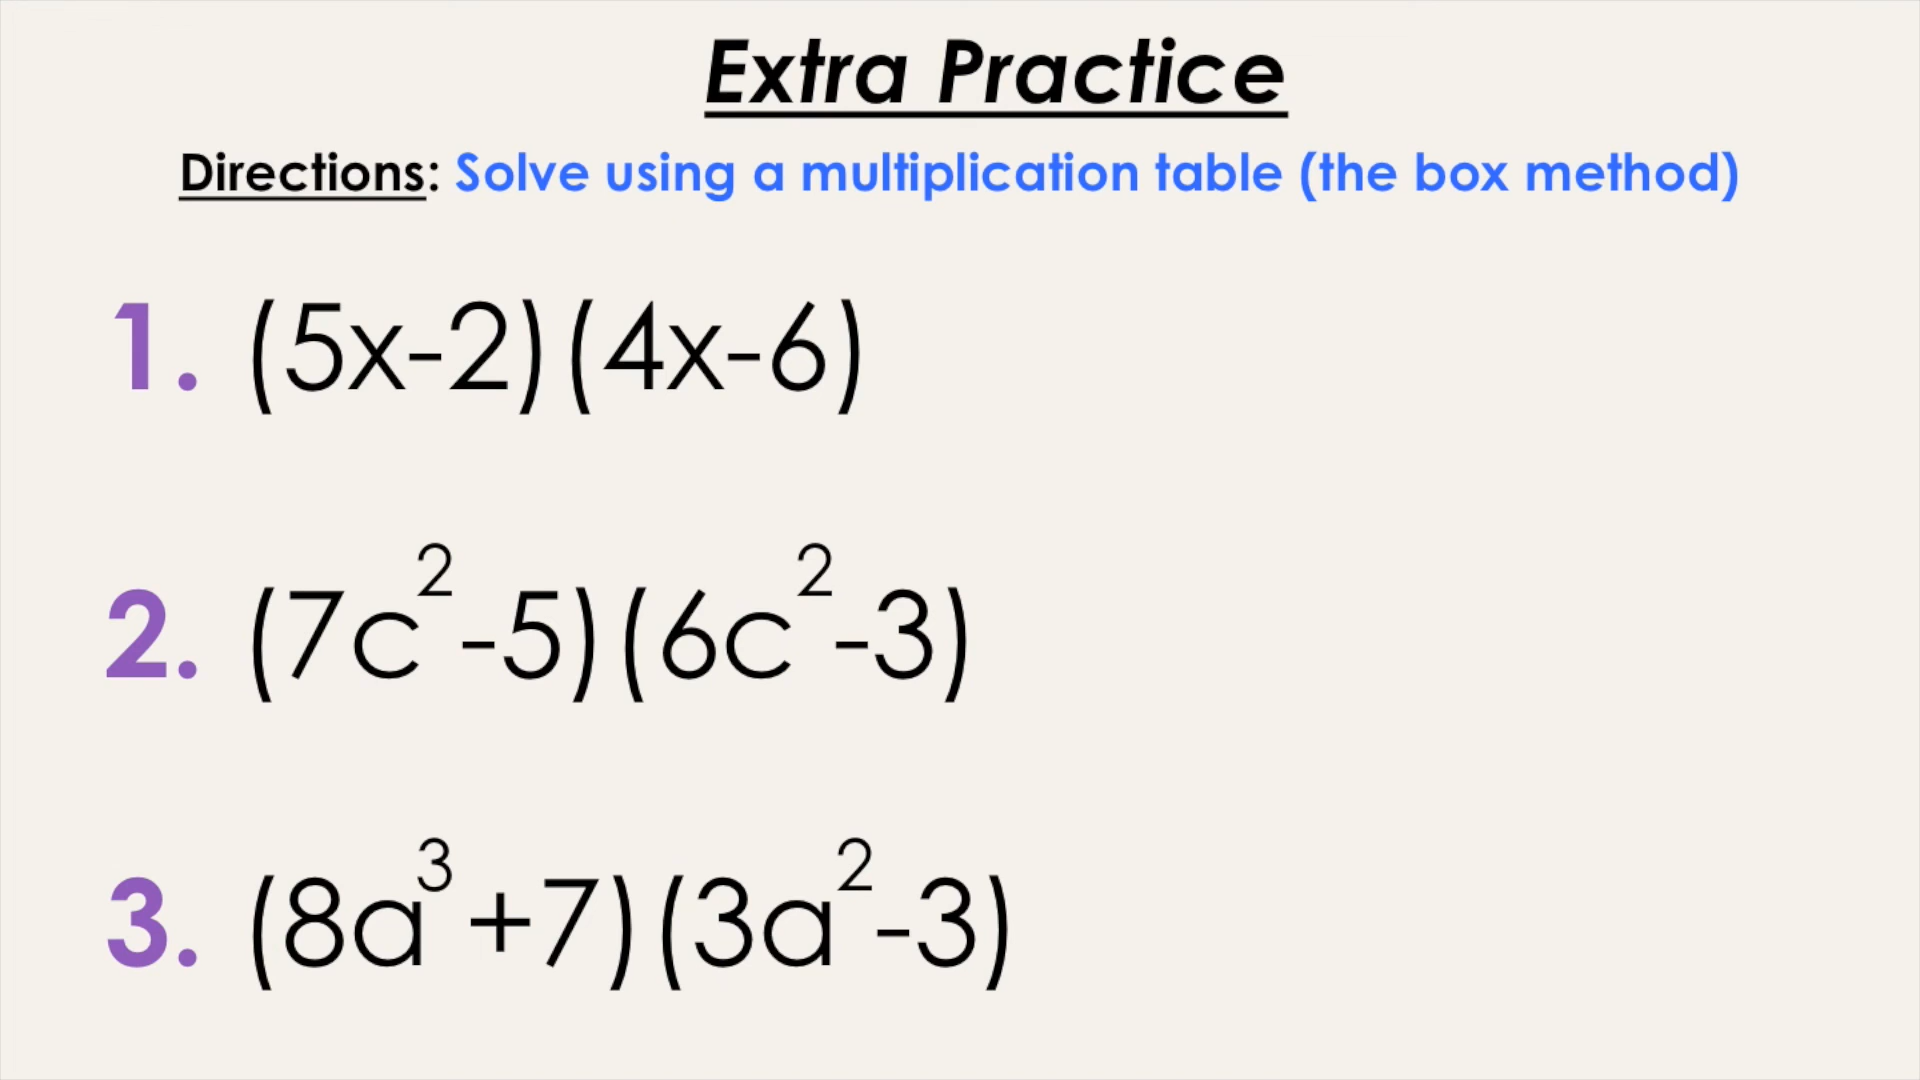 Extra Practice
Directions: Solve using a multiplication table (the box method)
1. (5x-2)(4x-6)
2. (7c²-5)(6c²-3)
3. (8a³+7)(3a²-3)